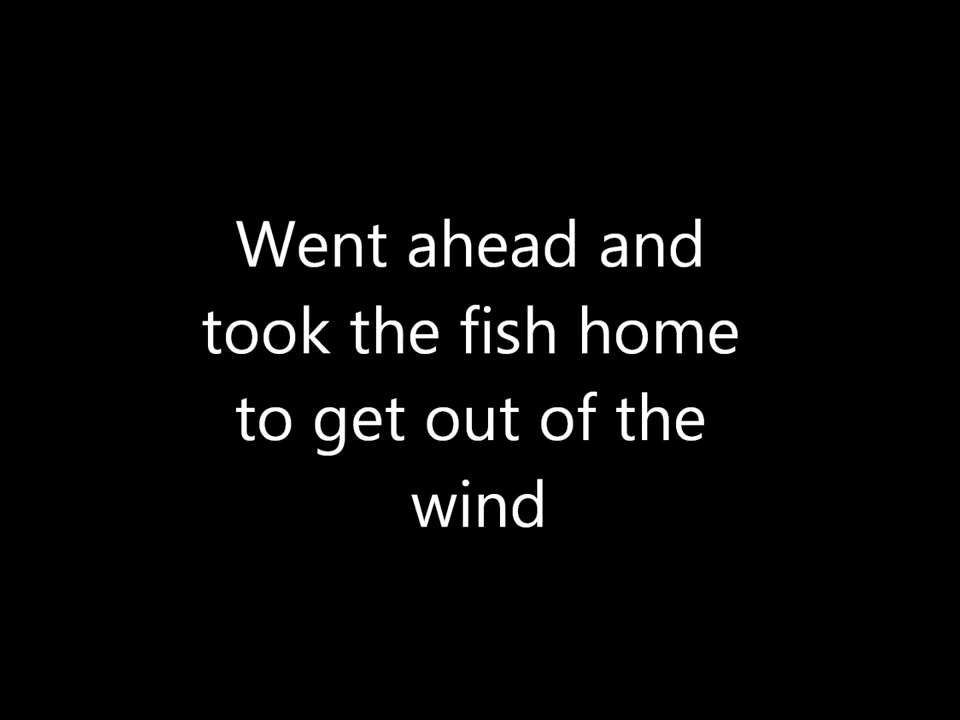 Went ahead and
took the fish home
to get out of the
wind